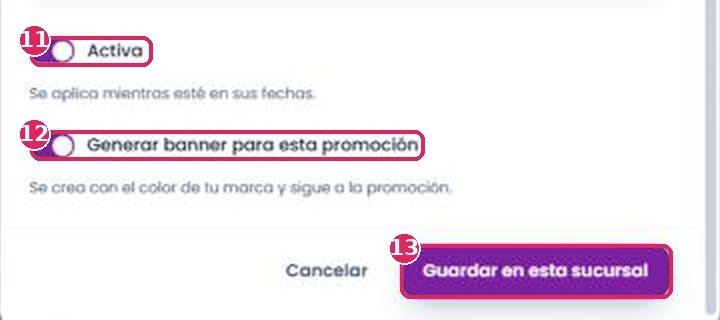 11 Activa
Se aplica mientras esté en sus fechas.
12 Generar banner para esta promoción
Se crea con el color de tu marca y sigue a la promoción.
Cancelar 13 Guardar en esta sucursal